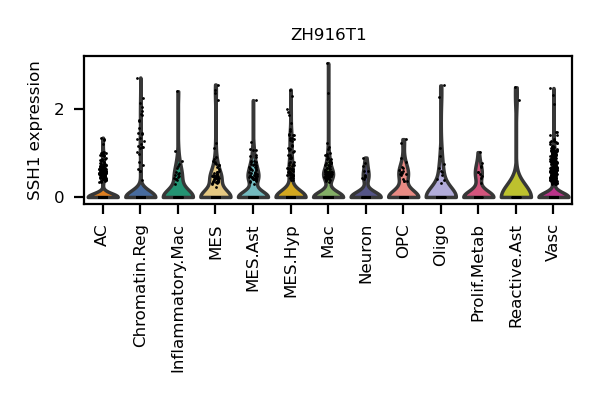 ZH916T1
SSH1 expression
2
0
AC
Chromatin.Reg
Inflammatory.Mac
MES
MES.Ast
MES.Hyp
Mac
Neuron
OPC
Oligo
Prolif.Metab
Reactive.Ast
Vasc